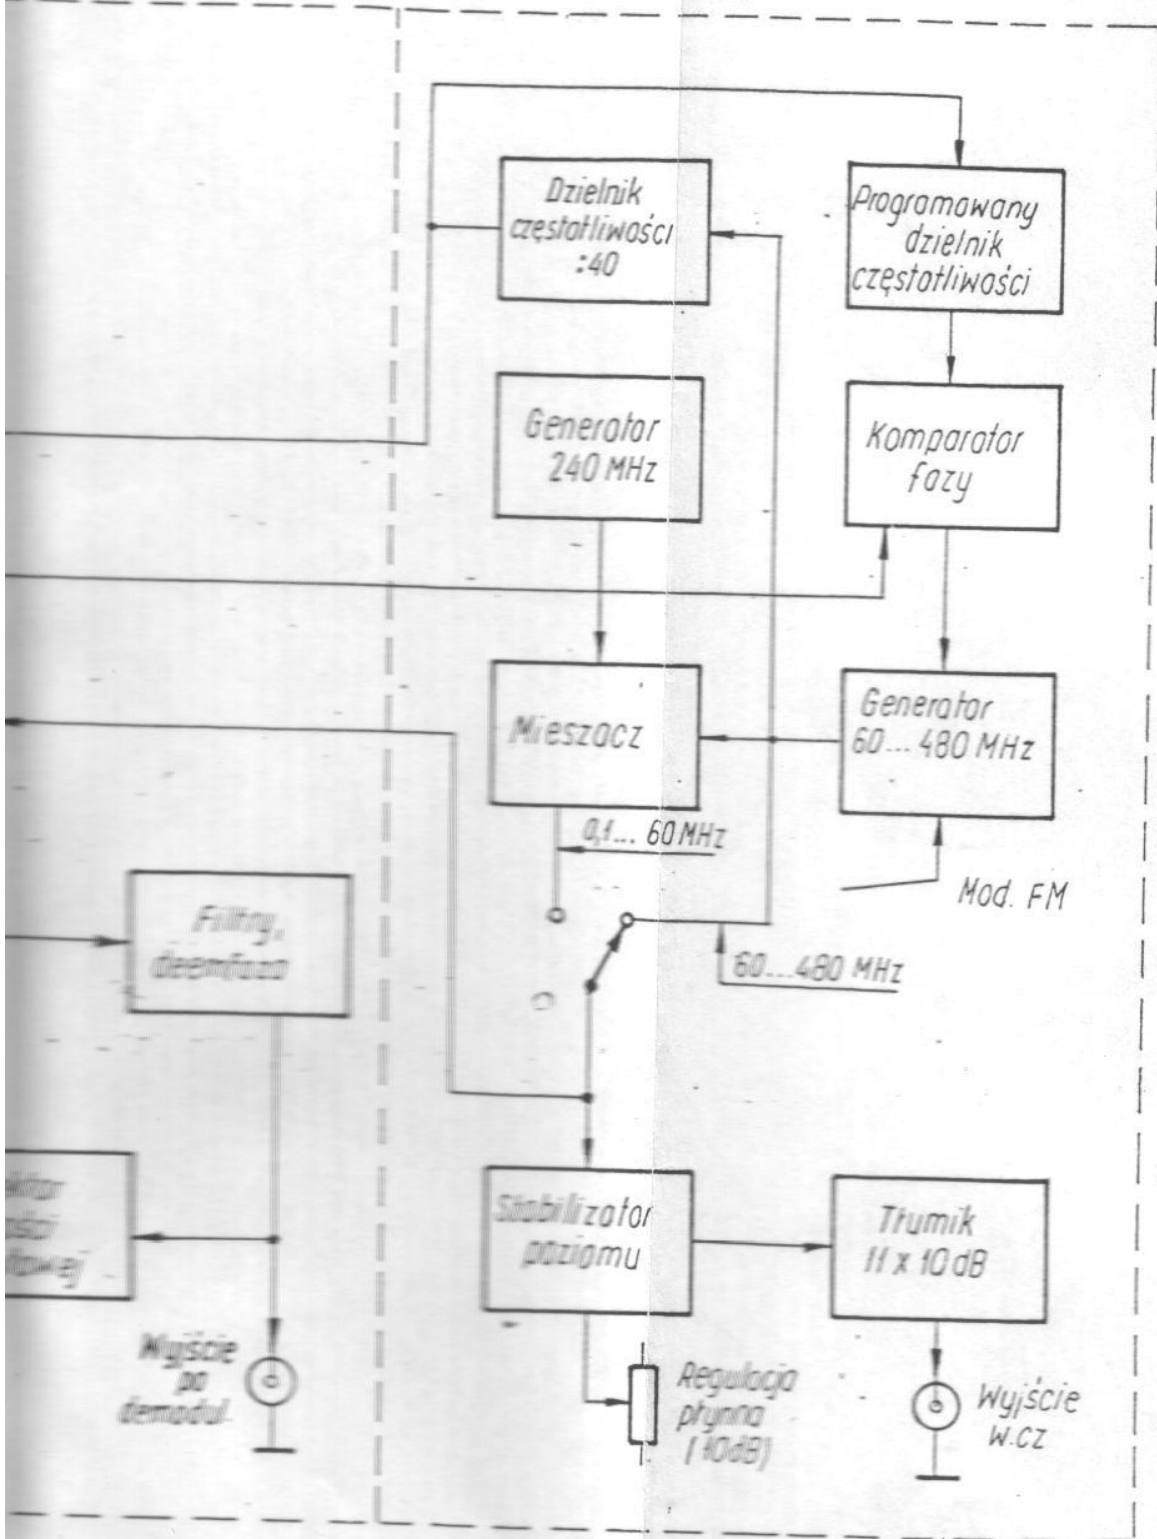 Dzielnik
częstotliwości
:40
Programowany
dzielnik
częstotliwości
Generator
240 MHz
Komparator
fazy
Mieszacz
Generator
60... 480 MHz
0,1... 60 MHz
Mod. FM
Filtry,
deemfaza
60...480 MHz
Stabilizator
poziomu
Tłumik
11 x 10 dB
Wyjście
po
demodul.
Regulacja
płynna
(10dB)
Wyjście
w.cz